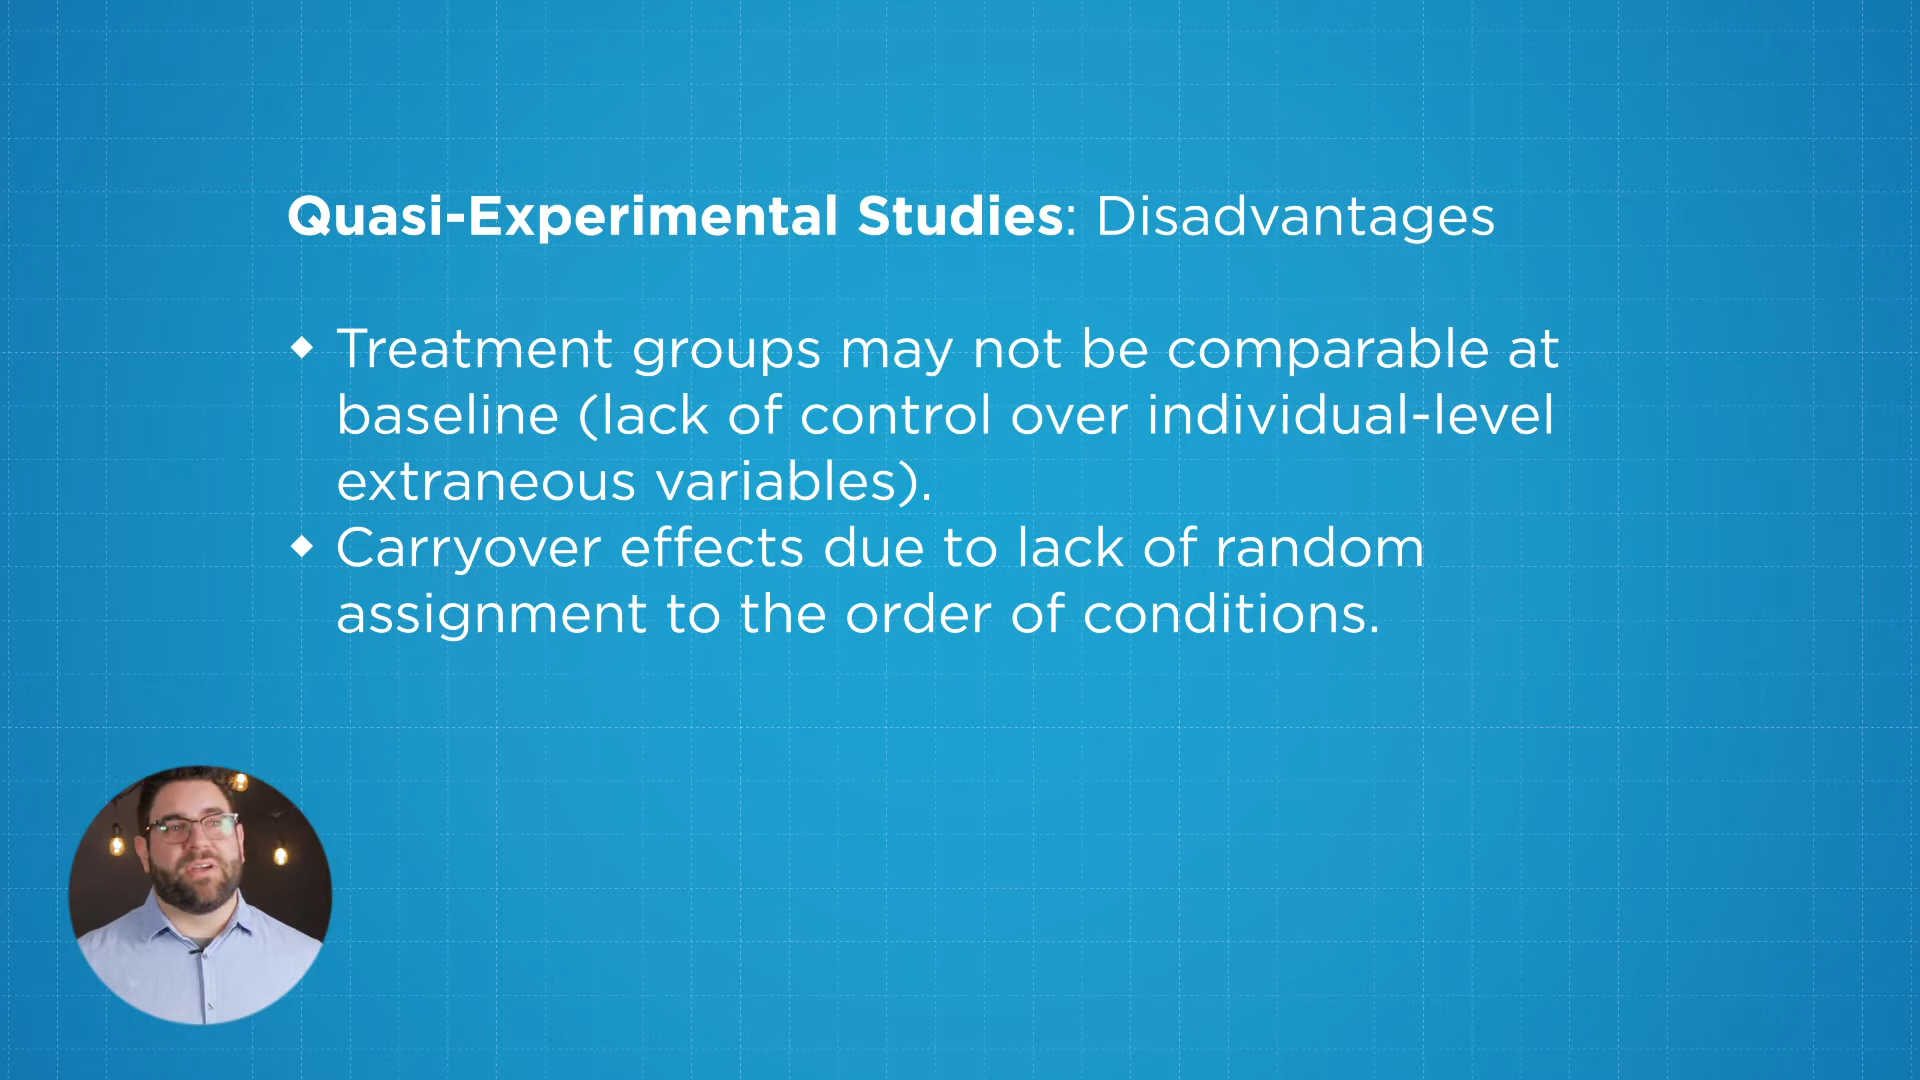 Quasi-Experimental Studies: Disadvantages
◆ Treatment groups may not be comparable at
baseline (lack of control over individual-level
extraneous variables).
◆ Carryover effects due to lack of random
assignment to the order of conditions.